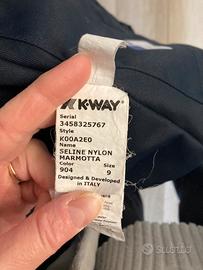 K-WAY
Serial
3458325767
Style
K00A2E0
Name
SELINE NYLON
MARMOTTA
Color Size
904 9
Designed & Developed
in ITALY
SUBITO